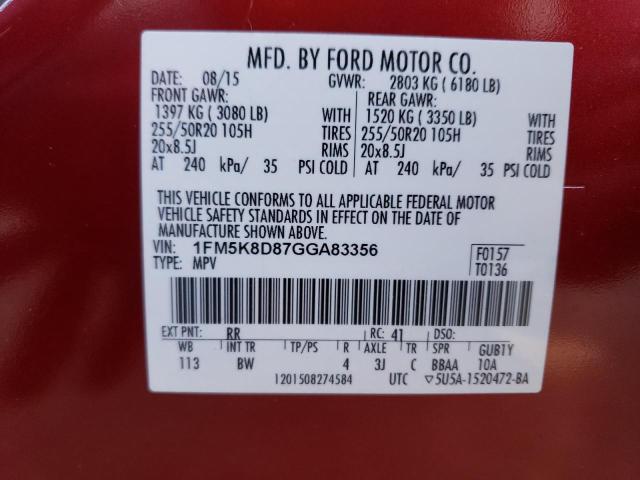 MFD. BY FORD MOTOR CO.
DATE: 08/15 GVWR: 2803 KG ( 6180 LB)
FRONT GAWR: REAR GAWR:
1397 KG ( 3080 LB) WITH 1520 KG ( 3350 LB) WITH
255/50R20 105H TIRES 255/50R20 105H TIRES
20x8.5J RIMS 20x8.5J RIMS
AT 240 kPa/ 35 PSI COLD AT 240 kPa/ 35 PSI COLD
THIS VEHICLE CONFORMS TO ALL APPLICABLE FEDERAL MOTOR
VEHICLE SAFETY STANDARDS IN EFFECT ON THE DATE OF
MANUFACTURE SHOWN ABOVE.
VIN: 1FM5K8D87GGA83356 F0157
TYPE: MPV T0136
EXT PNT: RR RC: 41 DSO:
WB INT TR TP/PS R AXLE TR SPR GUB1Y
113 BW 4 3J C BBAA 10A
1201508274584 UTC ▽5U5A-1520472-BA